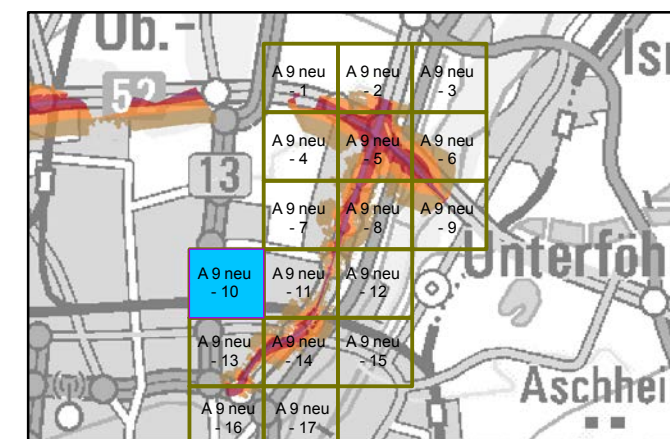 Ob.-
Isr
52
A 9 neu
- 1
A 9 neu
- 2
A 9 neu
- 3
A 9 neu
- 4
A 9 neu
- 5
A 9 neu
- 6
13
A 9 neu
- 7
A 9 neu
- 8
A 9 neu
- 9
Unterföh
A 9 neu
- 10
A 9 neu
- 11
A 9 neu
- 12
A 9 neu
- 13
A 9 neu
- 14
A 9 neu
- 15
Aschhei
A 9 neu
- 16
A 9 neu
- 17